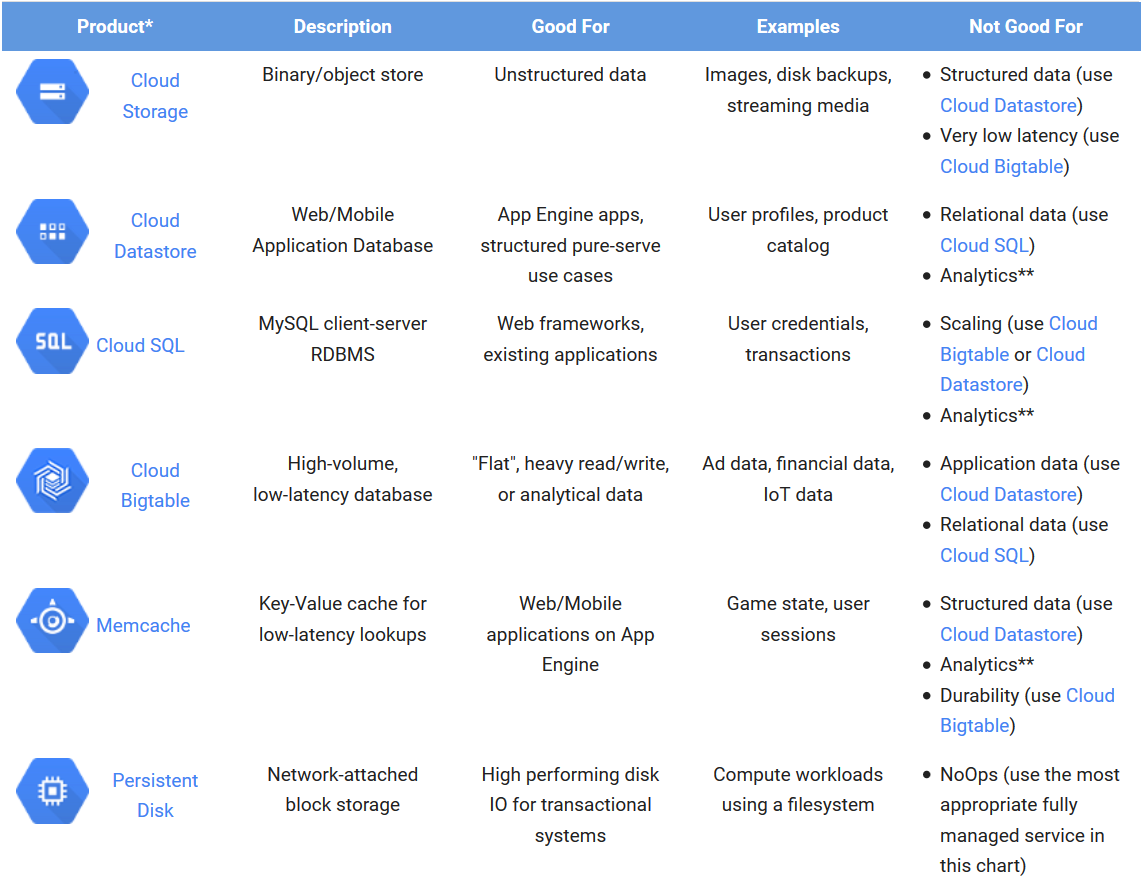 Product* Description Good For Examples Not Good For
Cloud
Storage
Binary/object store
Unstructured data
Images, disk backups,
streaming media
• Structured data (use
Cloud Datastore)
• Very low latency (use
Cloud Bigtable)
Cloud
Datastore
Web/Mobile
Application Database
App Engine apps,
structured pure-serve
use cases
User profiles, product
catalog
• Relational data (use
Cloud SQL)
• Analytics**
SQL
Cloud SQL
MySQL client-server
RDBMS
Web frameworks,
existing applications
User credentials,
transactions
• Scaling (use Cloud
Bigtable or Cloud
Datastore)
• Analytics**
Cloud
Bigtable
High-volume,
low-latency database
"Flat", heavy read/write,
or analytical data
Ad data, financial data,
IoT data
• Application data (use
Cloud Datastore)
• Relational data (use
Cloud SQL)
Memcache
Key-Value cache for
low-latency lookups
Web/Mobile
applications on App
Engine
Game state, user
sessions
• Structured data (use
Cloud Datastore)
• Analytics**
• Durability (use Cloud
Bigtable)
Persistent
Disk
Network-attached
block storage
High performing disk
IO for transactional
systems
Compute workloads
using a filesystem
• NoOps (use the most
appropriate fully
managed service in
this chart)